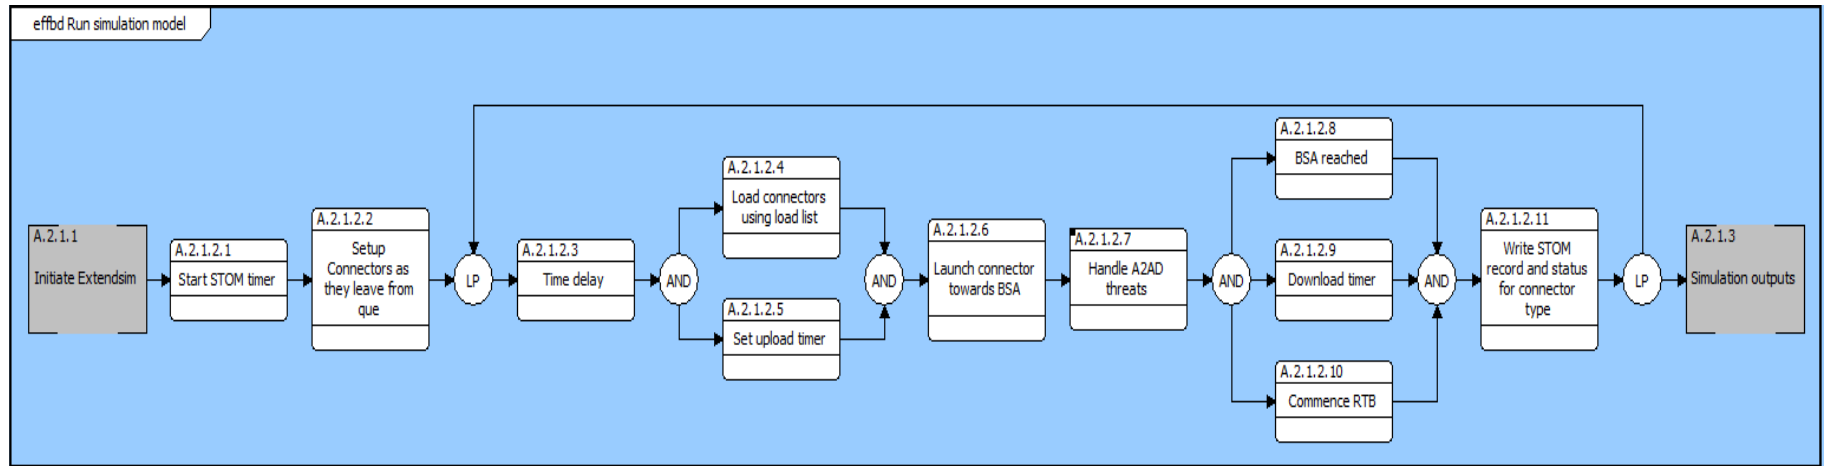 effbd Run simulation model
A.2.1.1
Initiate Extendsim
A.2.1.2.1
Start STOM timer
A.2.1.2.2
Setup
Connectors as
they leave from
que
LP
A.2.1.2.3
Time delay
AND
A.2.1.2.4
Load connectors
using load list
A.2.1.2.5
Set upload timer
AND
A.2.1.2.6
Launch connector
towards BSA
A.2.1.2.7
Handle A2AD
threats
AND
A.2.1.2.8
BSA reached
A.2.1.2.9
Download timer
A.2.1.2.10
Commence RTB
AND
A.2.1.2.11
Write STOM
record and status
for connector
type
LP
A.2.1.3
Simulation outputs